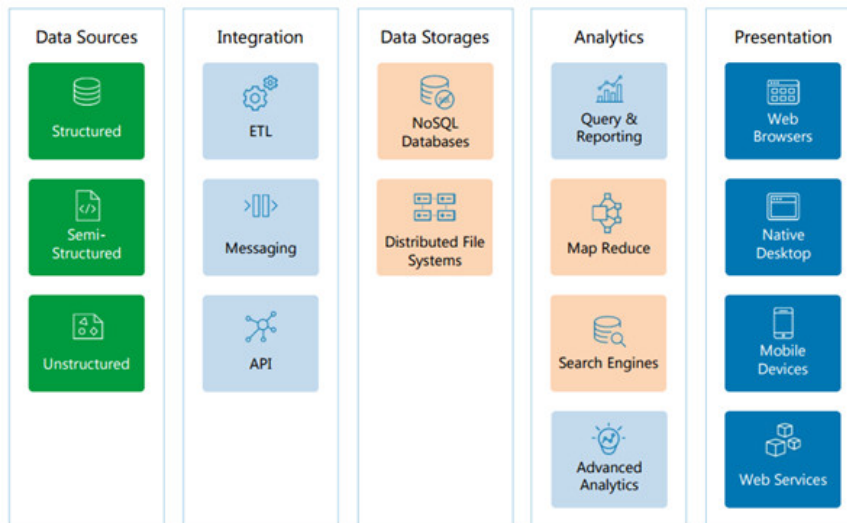 Data Sources
Structured
Semi-
Structured
Unstructured
Integration
ETL
Messaging
API
Data Storages
NoSQL
Databases
Distributed File
Systems
Analytics
Query &
Reporting
Map Reduce
Search Engines
Advanced
Analytics
Presentation
Web
Browsers
Native
Desktop
Mobile
Devices
Web Services